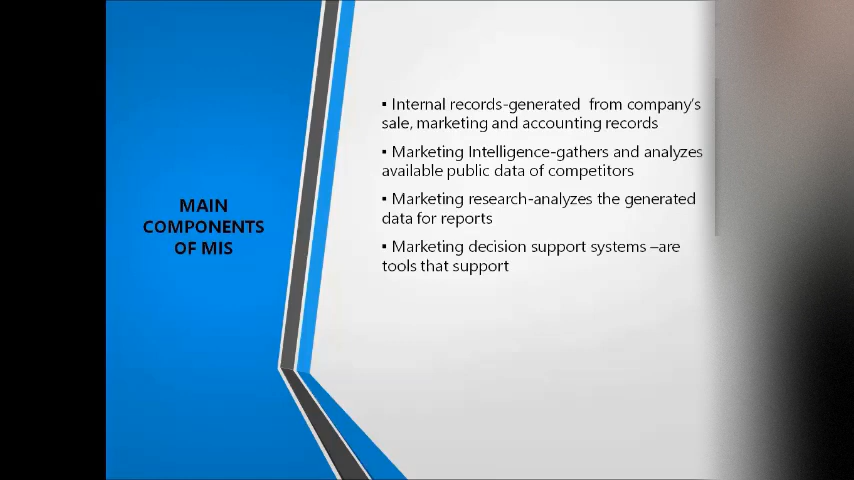 MAIN
COMPONENTS
OF MIS
▪ Internal records-generated from company's
sale, marketing and accounting records
▪ Marketing Intelligence-gathers and analyzes
available public data of competitors
▪ Marketing research-analyzes the generated
data for reports
▪ Marketing decision support systems –are
tools that support